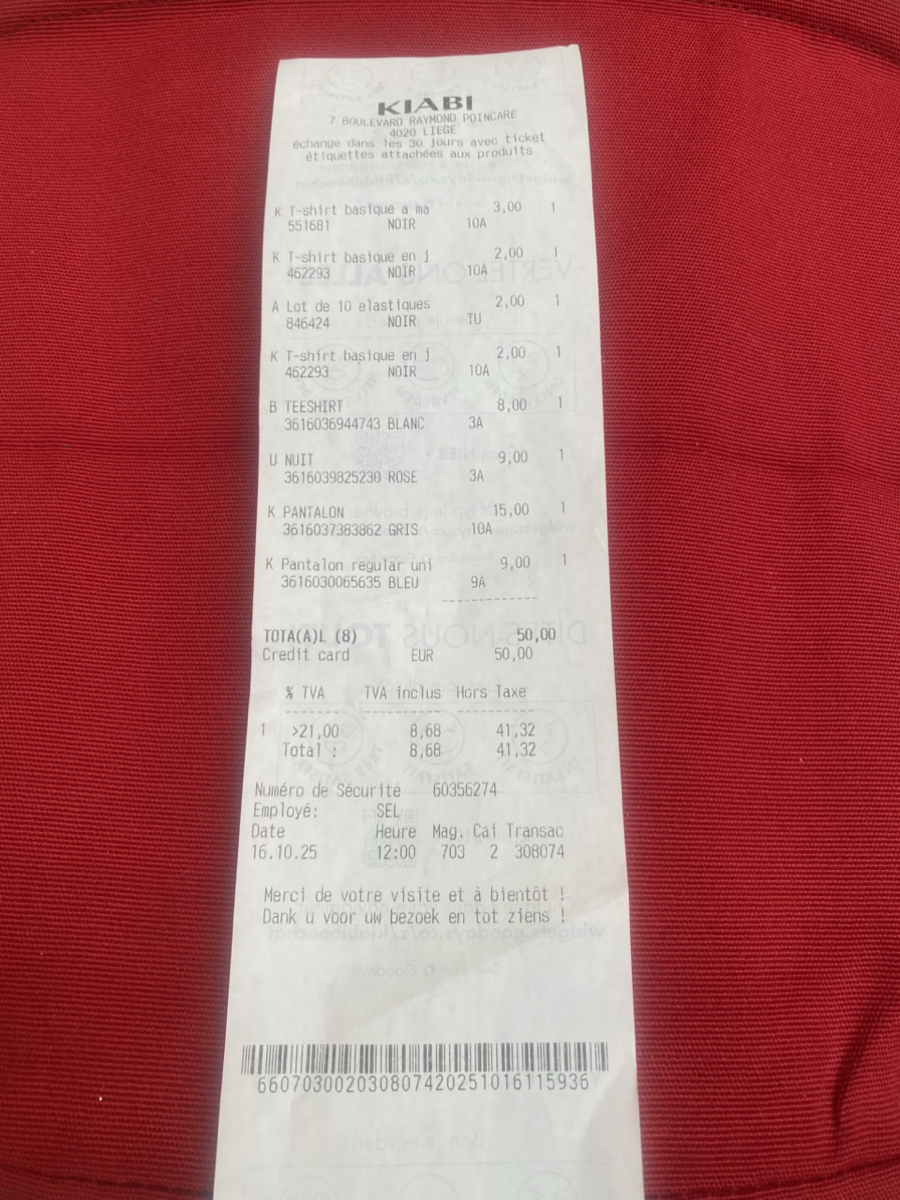 KIABI
7 BOULEVARD RAYMOND POINCARE
4020 LIEGE
échange dans les 30 jours avec ticket
étiquettes attachées aux produits
K T-shirt basique a ma 3,00 1
551681 NOIR 10A
K T-shirt basique en j 2,00 1
462293 NOIR 10A
A Lot de 10 elastiques 2,00 1
846424 NOIR TU
K T-shirt basique en j 2,00 1
462293 NOIR 10A
B TEESHIRT 8,00 1
3616036944743 BLANC 3A
U NUIT 9,00 1
3616039825230 ROSE 3A
K PANTALON 15,00 1
3616037383862 GRIS 10A
K Pantalon regular uni 9,00 1
3616030065635 BLEU 9A
TOTA(A)L (8) 50,00
Credit card EUR 50,00
% TVA TVA inclus Hors Taxe
1 >21,00 8,68 41,32
Total : 8,68 41,32
Numéro de Sécurité 60356274
Employé: SEL
Date Heure Mag. Cai Transac
16.10.25 12:00 703 2 308074
Merci de votre visite et à bientôt !
Dank u voor uw bezoek en tot ziens !
6607030020308074202510161 15936